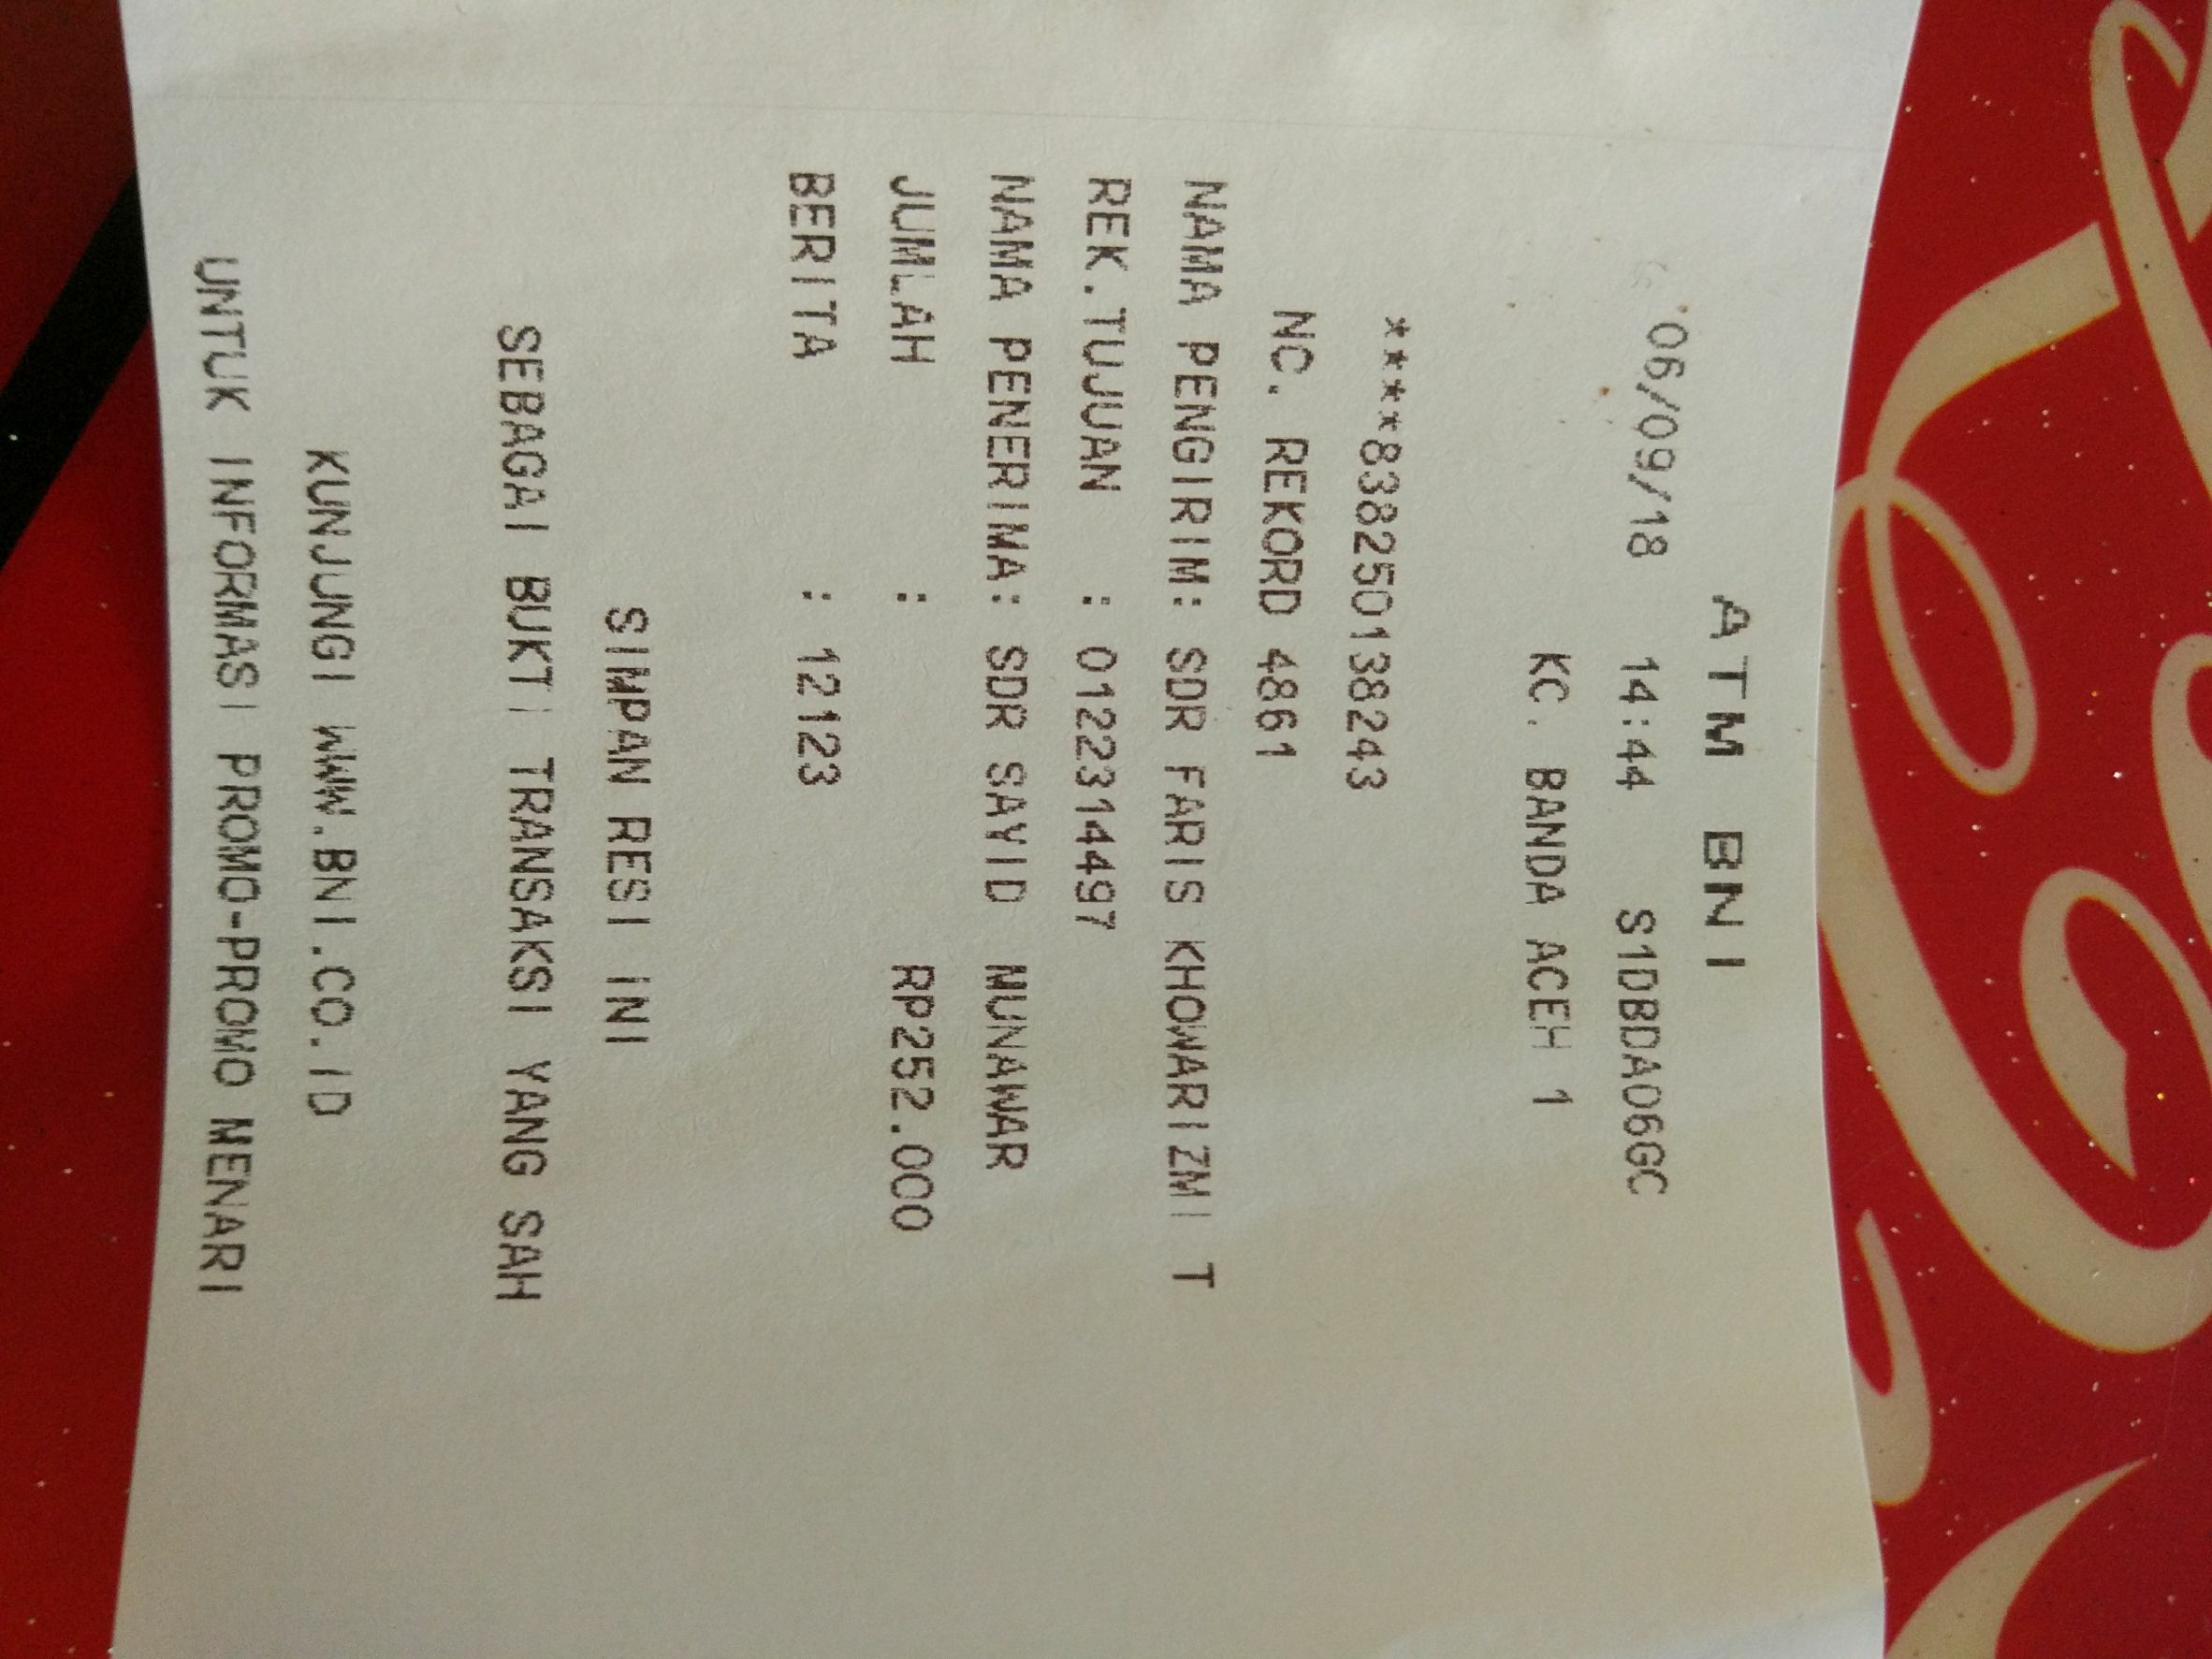 ATM BNI
06/09/18 14:44 S1DBDA06GC
KC. BANDA ACEH 1
****838250138243
NO. REKORD 4861
NAMA PENGIRIM: SDR FARIS KHOWARIZMI T
REK.TUJUAN : 0122314497
NAMA PENERIMA: SDR SAYID MUNAWAR
JUMLAH : RP252.000
BERITA : 12123
SIMPAN RESI INI
SEBAGAI BUKTI TRANSAKSI YANG SAH
KUNJUNGI WWW.BNI.CO.ID
UNTUK INFORMASI PROMO-PROMO MENARI